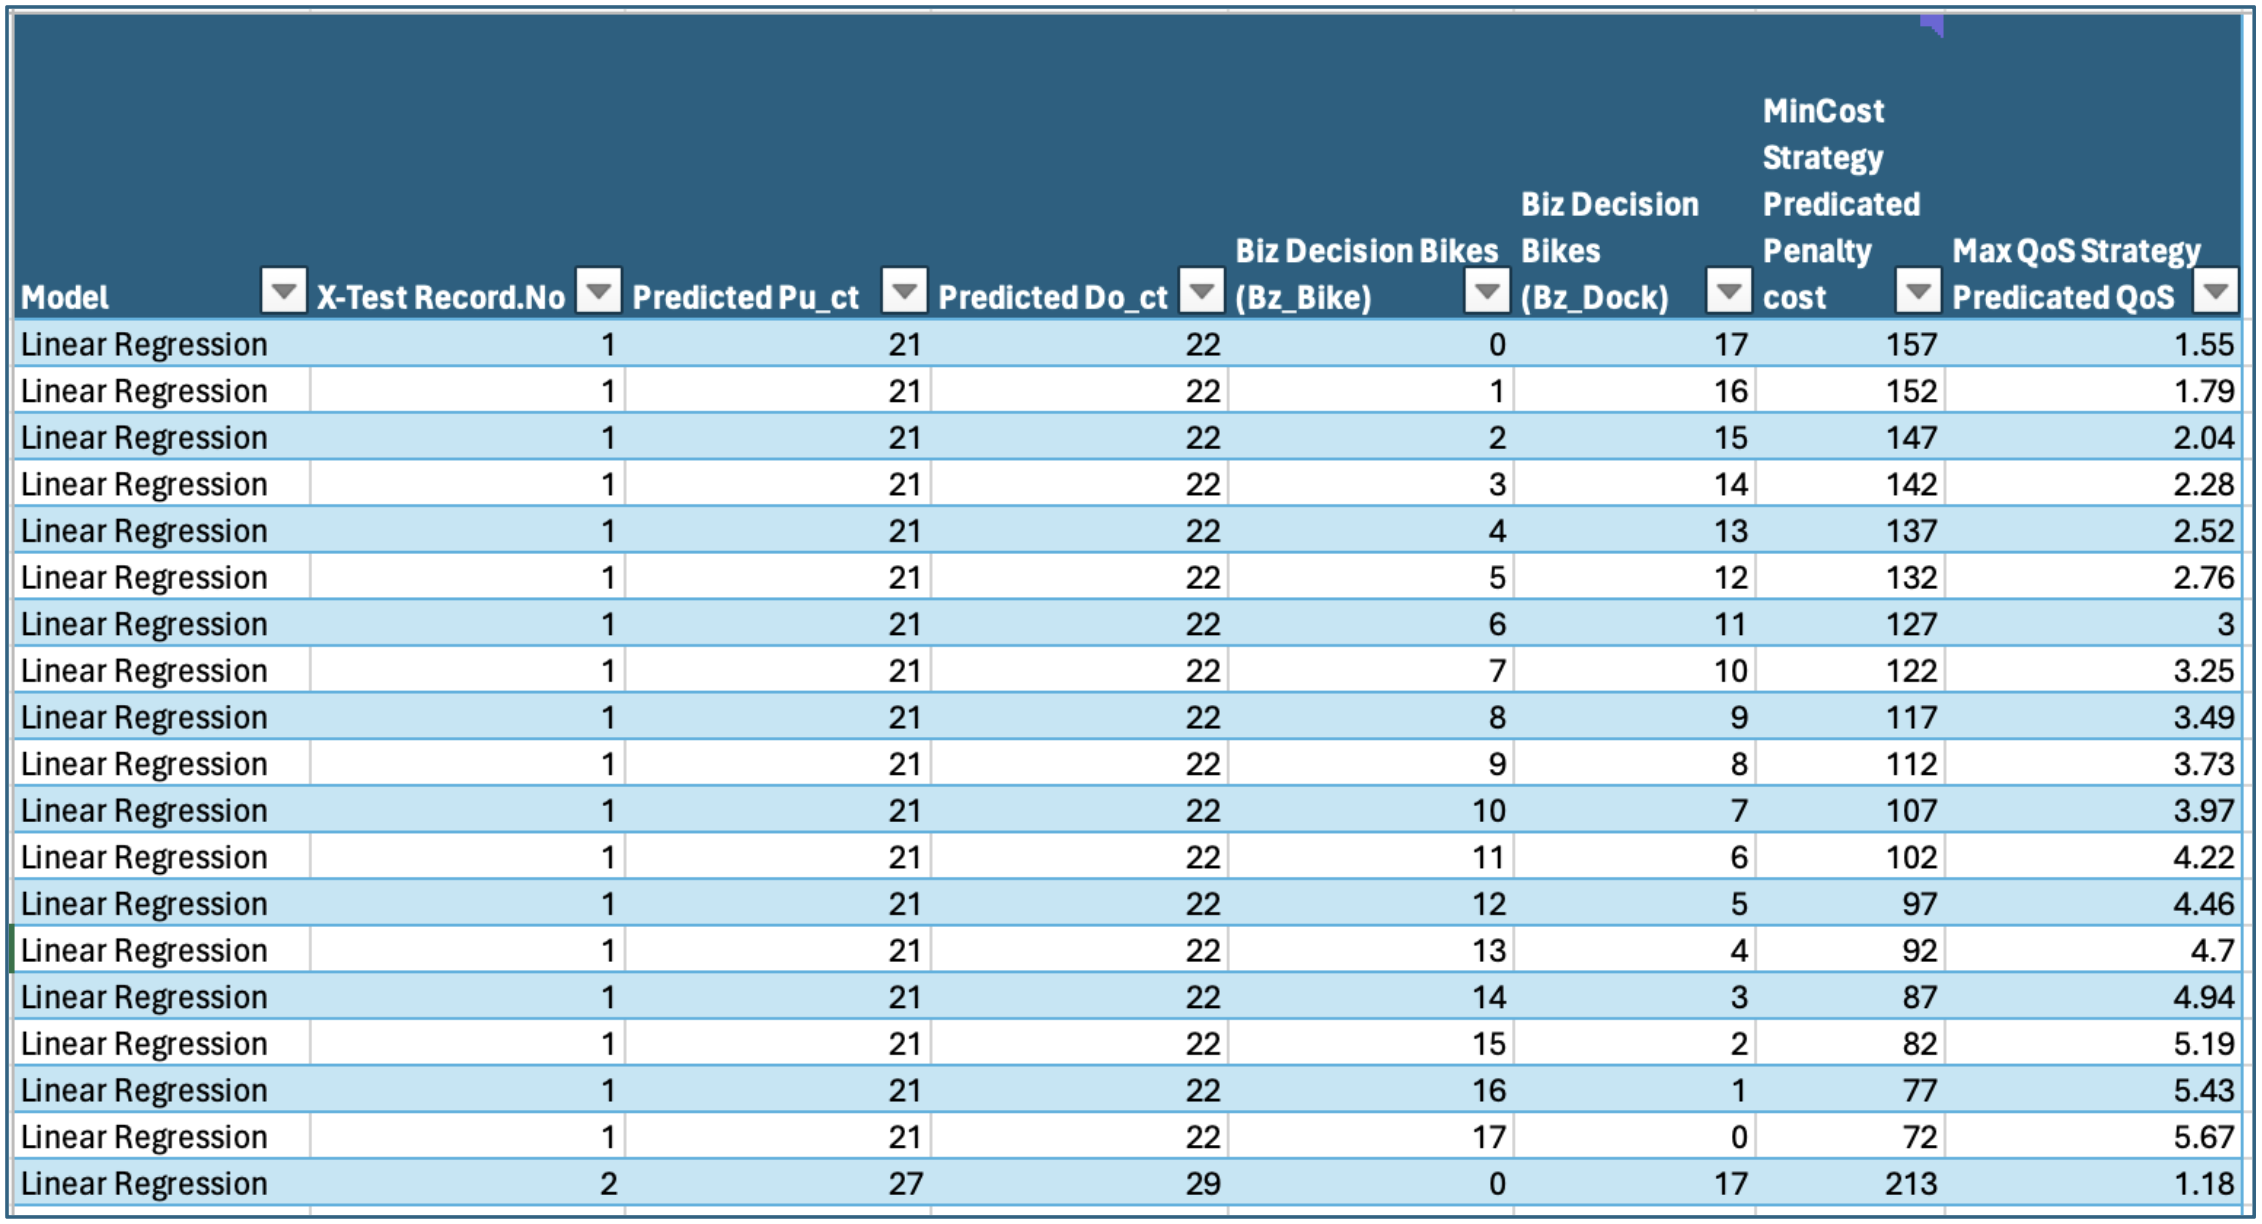 Model X-Test Record.No Predicted Pu_ct Predicted Do_ct Biz Decision Bikes (Bz_Bike) Biz Decision Bikes (Bz_Dock) MinCost Strategy Predicated Penalty cost Max QoS Strategy Predicated QoS
Linear Regression 1 21 22 0 17 157 1.55
Linear Regression 1 21 22 1 16 152 1.79
Linear Regression 1 21 22 2 15 147 2.04
Linear Regression 1 21 22 3 14 142 2.28
Linear Regression 1 21 22 4 13 137 2.52
Linear Regression 1 21 22 5 12 132 2.76
Linear Regression 1 21 22 6 11 127 3
Linear Regression 1 21 22 7 10 122 3.25
Linear Regression 1 21 22 8 9 117 3.49
Linear Regression 1 21 22 9 8 112 3.73
Linear Regression 1 21 22 10 7 107 3.97
Linear Regression 1 21 22 11 6 102 4.22
Linear Regression 1 21 22 12 5 97 4.46
Linear Regression 1 21 22 13 4 92 4.7
Linear Regression 1 21 22 14 3 87 4.94
Linear Regression 1 21 22 15 2 82 5.19
Linear Regression 1 21 22 16 1 77 5.43
Linear Regression 1 21 22 17 0 72 5.67
Linear Regression 2 27 29 0 17 213 1.18